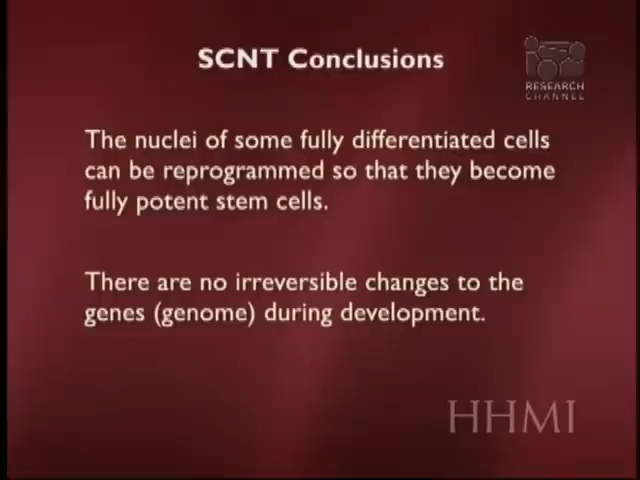 SCNT Conclusions
RESEARCH
CHANNEL
The nuclei of some fully differentiated cells
can be reprogrammed so that they become
fully potent stem cells.
There are no irreversible changes to the
genes (genome) during development.
HHMI